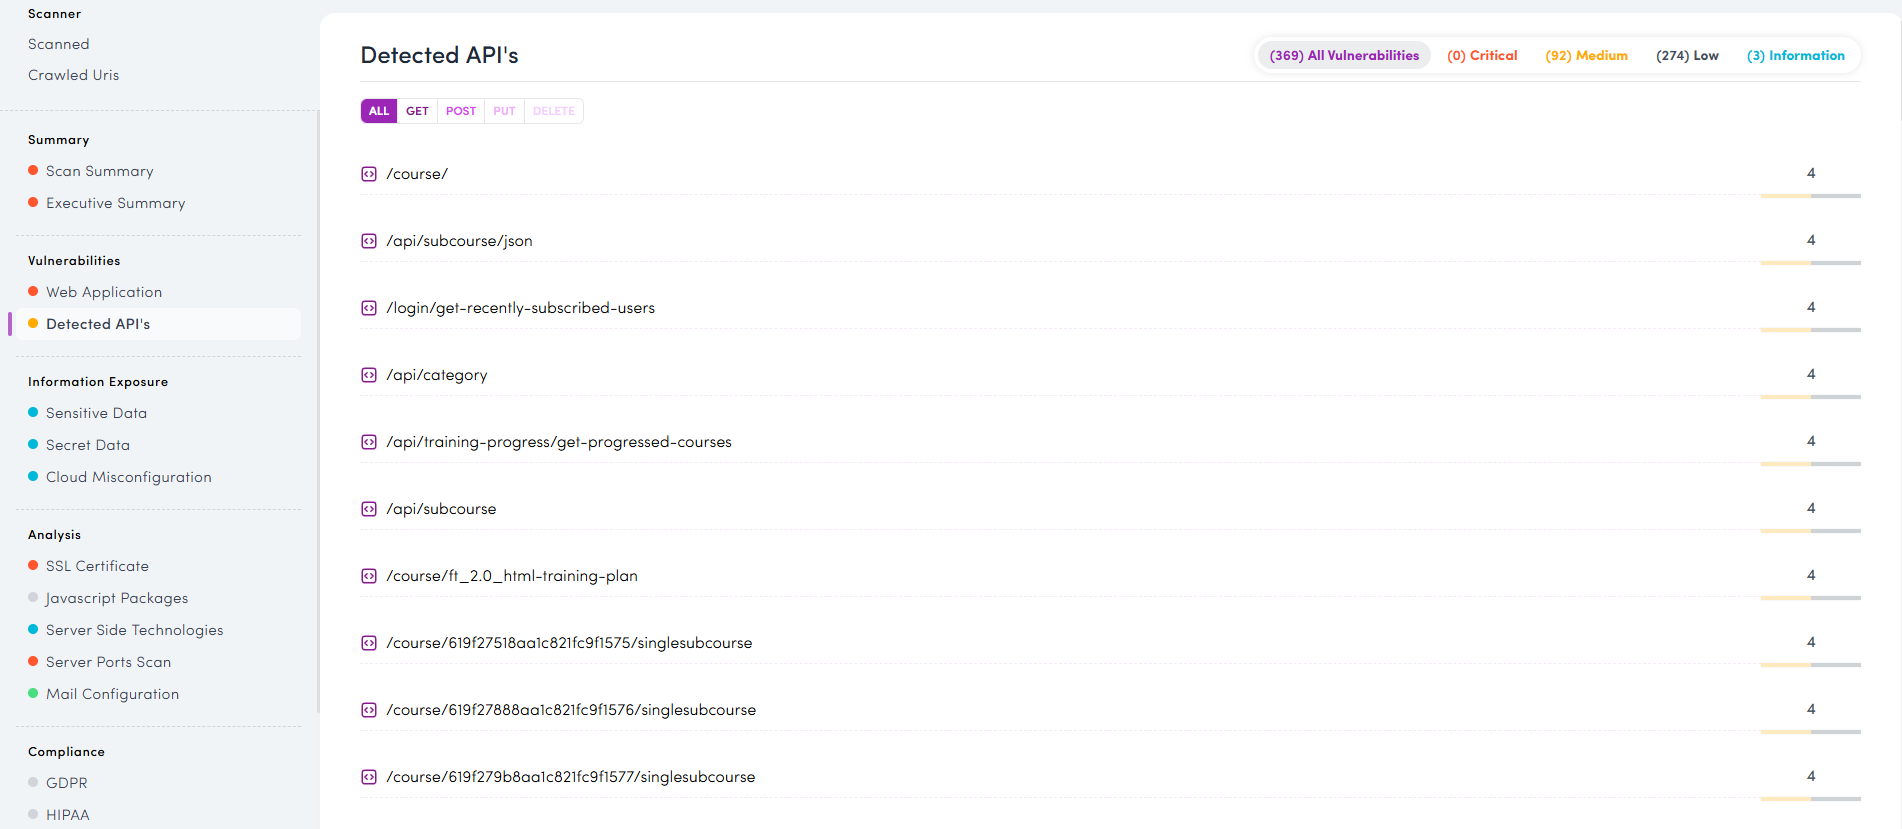 Scanner
Scanned
Crawled Uris
Summary
Scan Summary
Executive Summary
Vulnerabilities
Web Application
Detected API's
Information Exposure
Sensitive Data
Secret Data
Cloud Misconfiguration
Analysis
SSL Certificate
Javascript Packages
Server Side Technologies
Server Ports Scan
Mail Configuration
Compliance
GDPR
HIPAA
Detected API's
(369) All Vulnerabilities (0) Critical (92) Medium (274) Low (3) Information
ALL GET POST PUT DELETE
/course/ 4
/api/subcourse/json 4
/login/get-recently-subscribed-users 4
/api/category 4
/api/training-progress/get-progressed-courses 4
/api/subcourse 4
/course/ft_2.0_html-training-plan 4
/course/619f27518aa1c821fc9f1575/singlesubcourse 4
/course/619f27888aa1c821fc9f1576/singlesubcourse 4
/course/619f279b8aa1c821fc9f1577/singlesubcourse 4